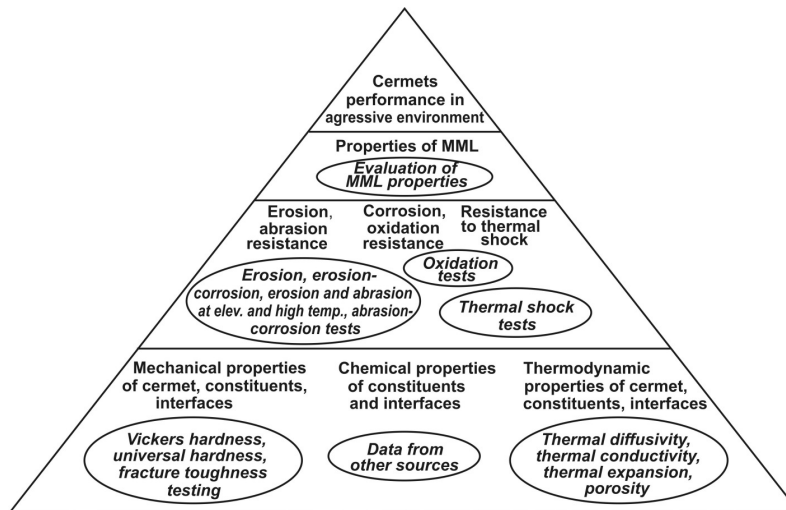 Cermets
performance in
agressive environment
Properties of MML
Evaluation of
MML properties
Erosion,
abrasion
resistance
Corrosion,
oxidation
resistance
Resistance
to thermal
shock
Oxidation
tests
Erosion, erosion-
corrosion, erosion and abrasion
at elev. and high temp., abrasion-
corrosion tests
Thermal shock
tests
Mechanical properties
of cermet, constituents,
interfaces
Chemical properties
of constituents
and interfaces
Thermodynamic
properties of cermet,
constituents, interfaces
Vickers hardness,
universal hardness,
fracture toughness
testing
Data from
other sources
Thermal diffusivity,
thermal conductivity,
thermal expansion,
porosity